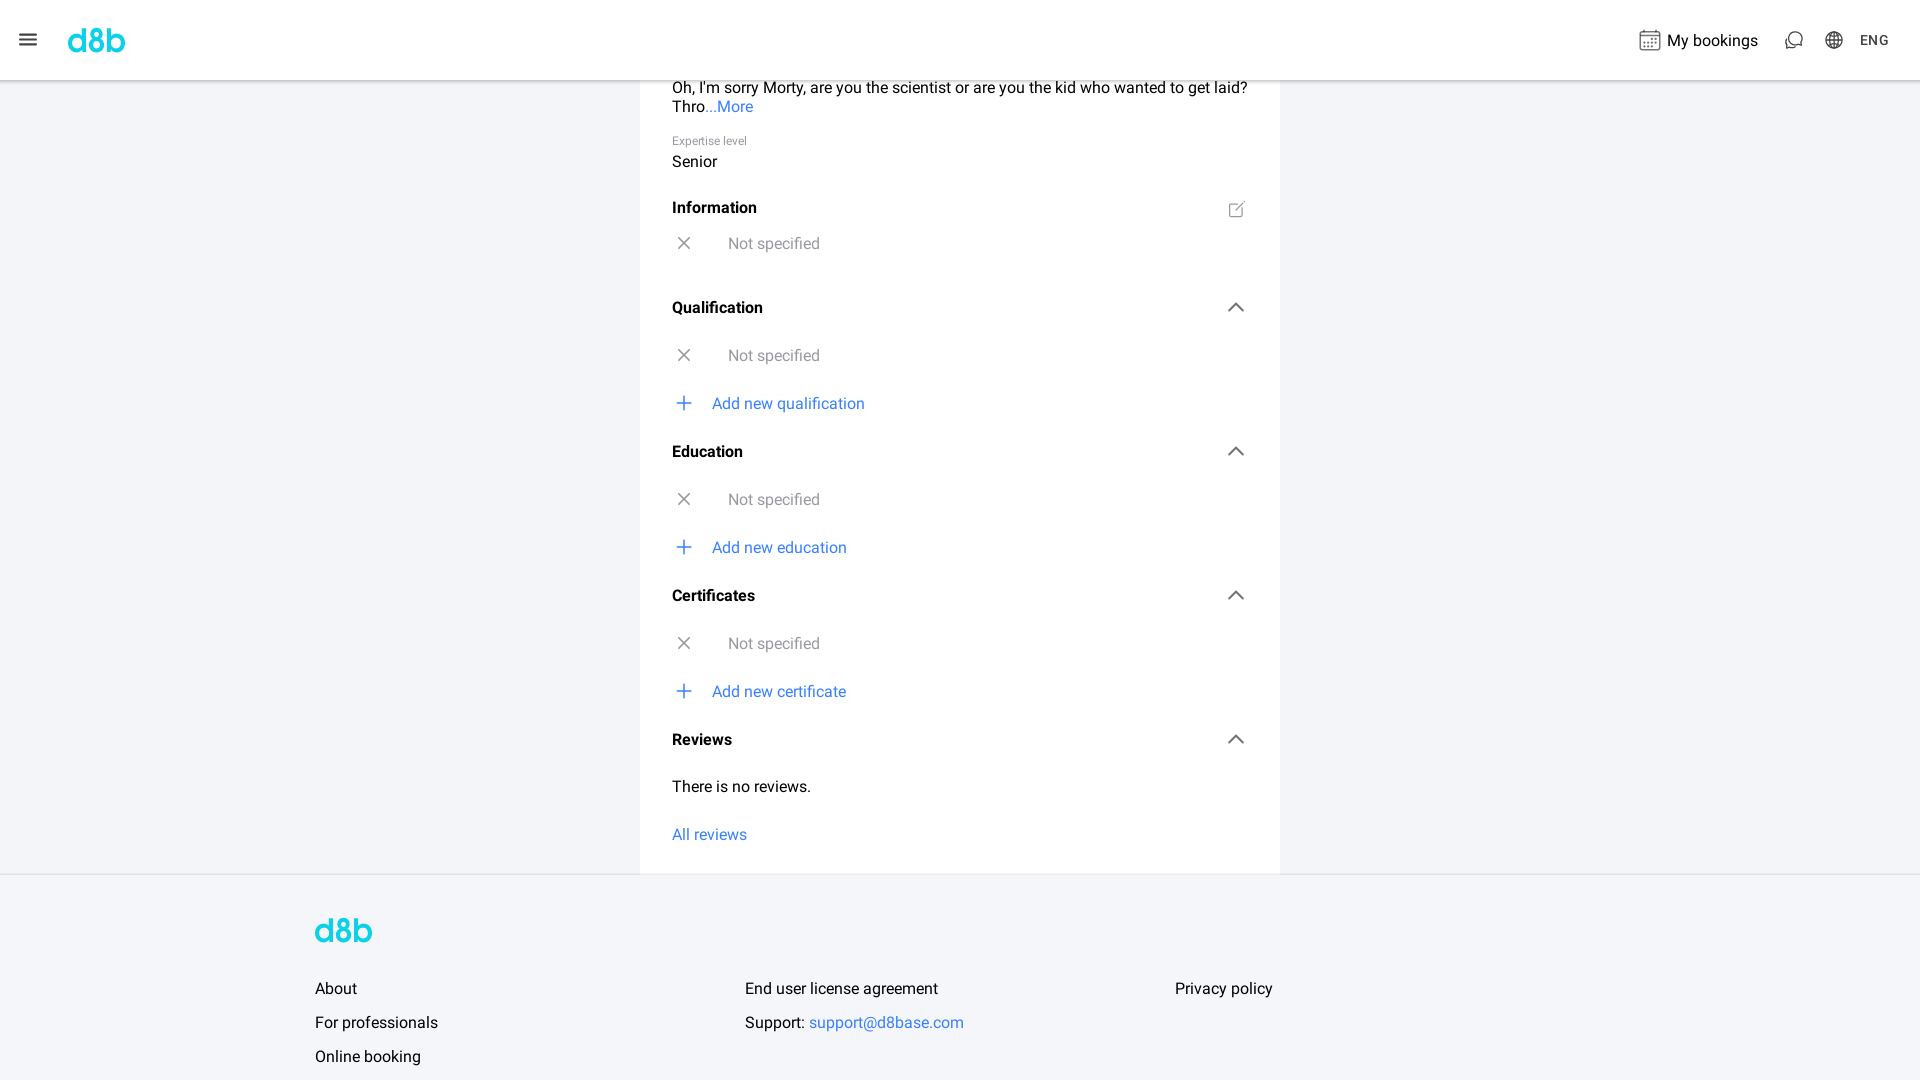 d8b
My bookings
ENG
Oh, I'm sorry Morty, are you the scientist or are you the kid who wanted to get laid?
Thro...More
Expertise level
Senior
Information
Not specified
Qualification
Not specified
Add new qualification
Education
Not specified
Add new education
Certificates
Not specified
Add new certificate
Reviews
There is no reviews.
All reviews
d8b
About
End user license agreement
Privacy policy
For professionals
Support: support@d8base.com
Online booking